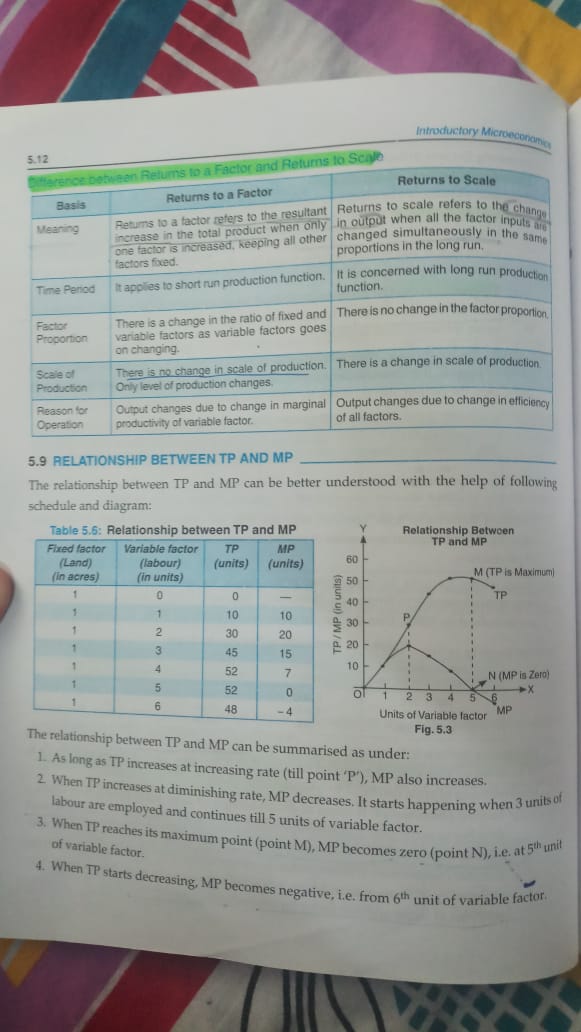 5.12
Introductory Microeconomics
Difference between Returns to a Factor and Returns to Scale
Basis
Returns to a Factor
Returns to Scale
Meaning
Returns to a factor refers to the resultant
increase in the total product when only
one factor is increased, keeping all other
factors fixed.
Returns to scale refers to the change
in output when all the factor inputs are
changed simultaneously in the same
proportions in the long run.
Time Period
It applies to short run production function.
It is concerned with long run production
function.
Factor
Proportion
There is a change in the ratio of fixed and
variable factors as variable factors goes
on changing.
There is no change in the factor proportion.
Scale of
Production
There is no change in scale of production.
Only level of production changes.
There is a change in scale of production.
Reason for
Operation
Output changes due to change in marginal
productivity of variable factor.
Output changes due to change in efficiency
of all factors.
5.9 RELATIONSHIP BETWEEN TP AND MP
The relationship between TP and MP can be better understood with the help of following
schedule and diagram:
Table 5.6: Relationship between TP and MP
Fixed factor
(Land)
(in acres)
Variable factor
(labour)
(in units)
TP
(units)
MP
(units)
1 0 0 —
1 1 10 10
1 2 30 20
1 3 45 15
1 4 52 7
1 5 52 0
1 6 48 – 4
Relationship Between
TP and MP
Y
TP / MP (in units)
60
50
40
30
20
10
O 1 2 3 4 5 6
X
P
M (TP is Maximum)
TP
N (MP is Zero)
MP
Units of Variable factor
Fig. 5.3
The relationship between TP and MP can be summarised as under:
1. As long as TP increases at increasing rate (till point ‘P’), MP also increases.
2. When TP increases at diminishing rate, MP decreases. It starts happening when 3 units of
labour are employed and continues till 5 units of variable factor.
3. When TP reaches its maximum point (point M), MP becomes zero (point N), i.e. at 5th unit
of variable factor.
4. When TP starts decreasing, MP becomes negative, i.e. from 6th unit of variable factor.